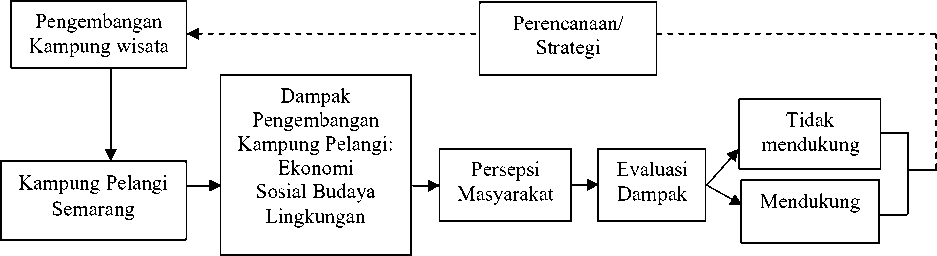 Pengembangan
Kampung wisata
Perencanaan/
Strategi
Kampung Pelangi
Semarang
Dampak
Pengembangan
Kampung Pelangi:
Ekonomi
Sosial Budaya
Lingkungan
Persepsi
Masyarakat
Evaluasi
Dampak
Tidak
mendukung
Mendukung